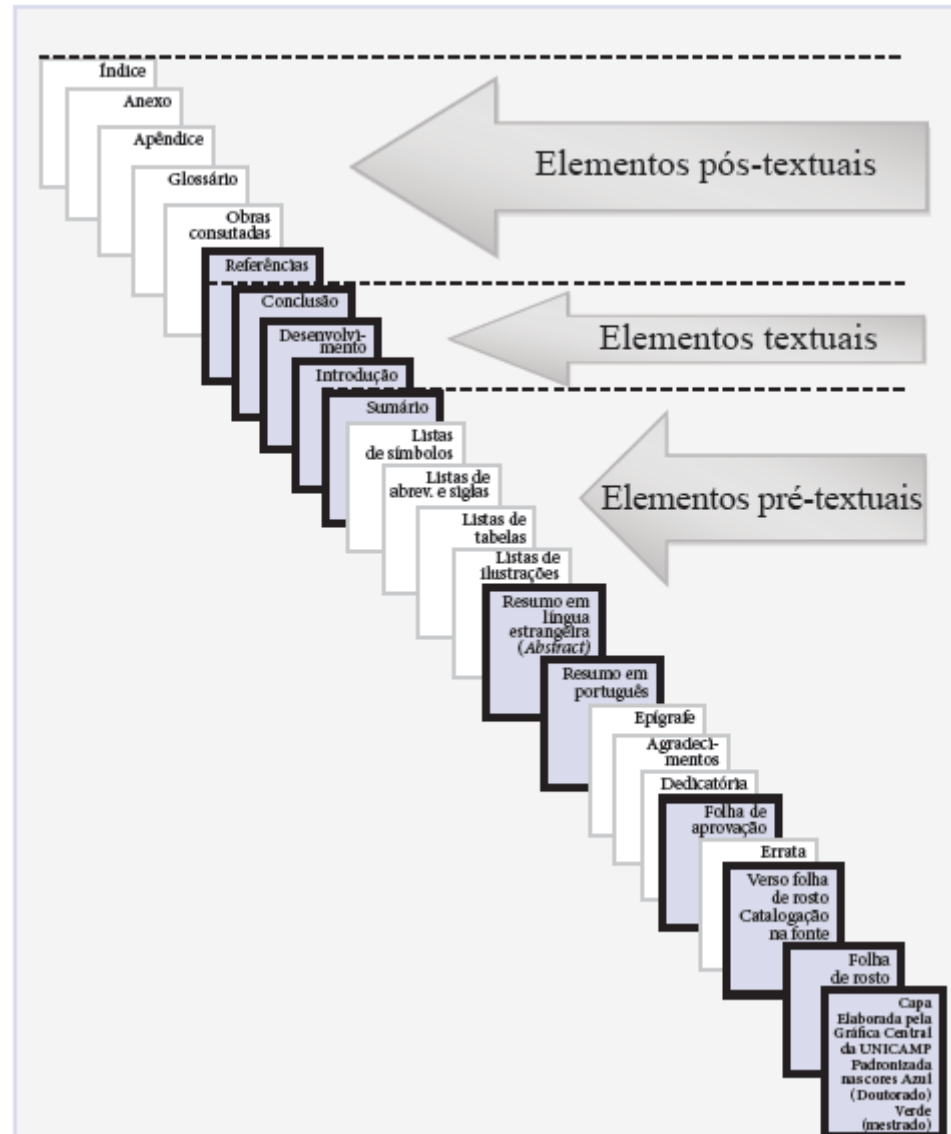 Índice
Anexo
Apêndice
Elementos pós-textuais
Glossário
Obras
consutadas
Referências
Conclusão
Elementos textuais
Desenvolvi-
mento
Introdução
Sumário
Listas
de símbolos
Listas de
abrev. e siglas
Elementos pré-textuais
Listas de
tabelas
Listas de
ilustrações
Resumo em
língua
estrangeira
(Abstract)
Resumo em
português
Epígrafe
Agradeci-
mentos
Dedicatória
Folha de
aprovação
Errata
Verso folha
de rosto
Catalogação
na fonte
Folha
de rosto
Capa
Elaborada pela
Gráfica Central
da UNICAMP
Padronizada
nas cores Azul
(Doutorado)
Verde
(mestrado)